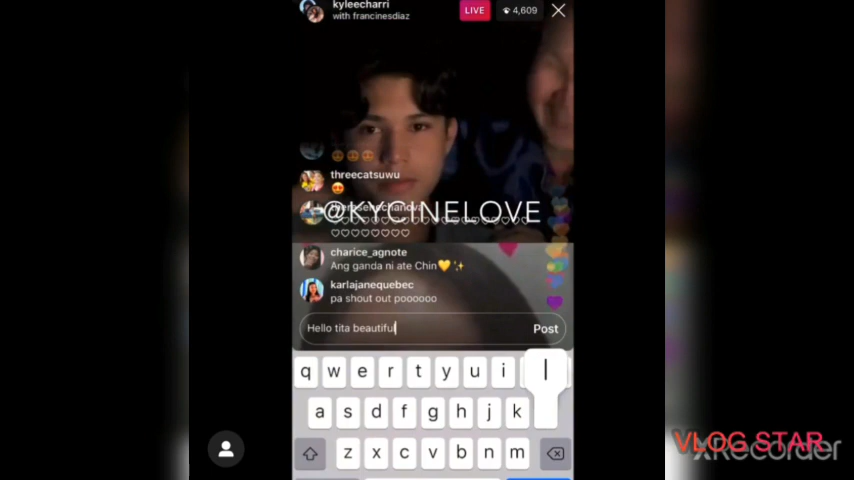 kyleecharri
with francinesdiaz
LIVE
4,609
😍😍😍
threecatsuwu
😍
@KYCINELOVE
♡♡♡♡♡♡♡♡
charice_agnote
Ang ganda ni ate Chin💛✨
karlajanequebec
pa shout out poooooo
Hello tita beautiful
Post
q w e r t y u i l
a s d f g h j k
z x c v b n m
VLOG STAR
XRecorder